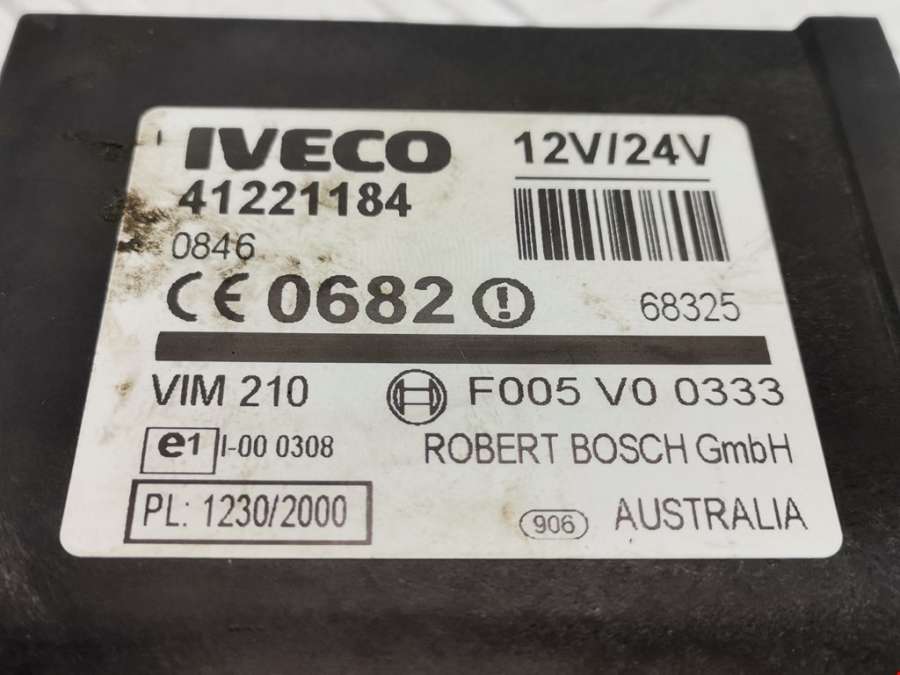 IVECO 12V/24V
41221184
0846
CE 0682 !
68325
VIM 210 F005 V0 0333
e1 I-00 0308 ROBERT BOSCH GmbH
PL: 1230/2000 906 AUSTRALIA